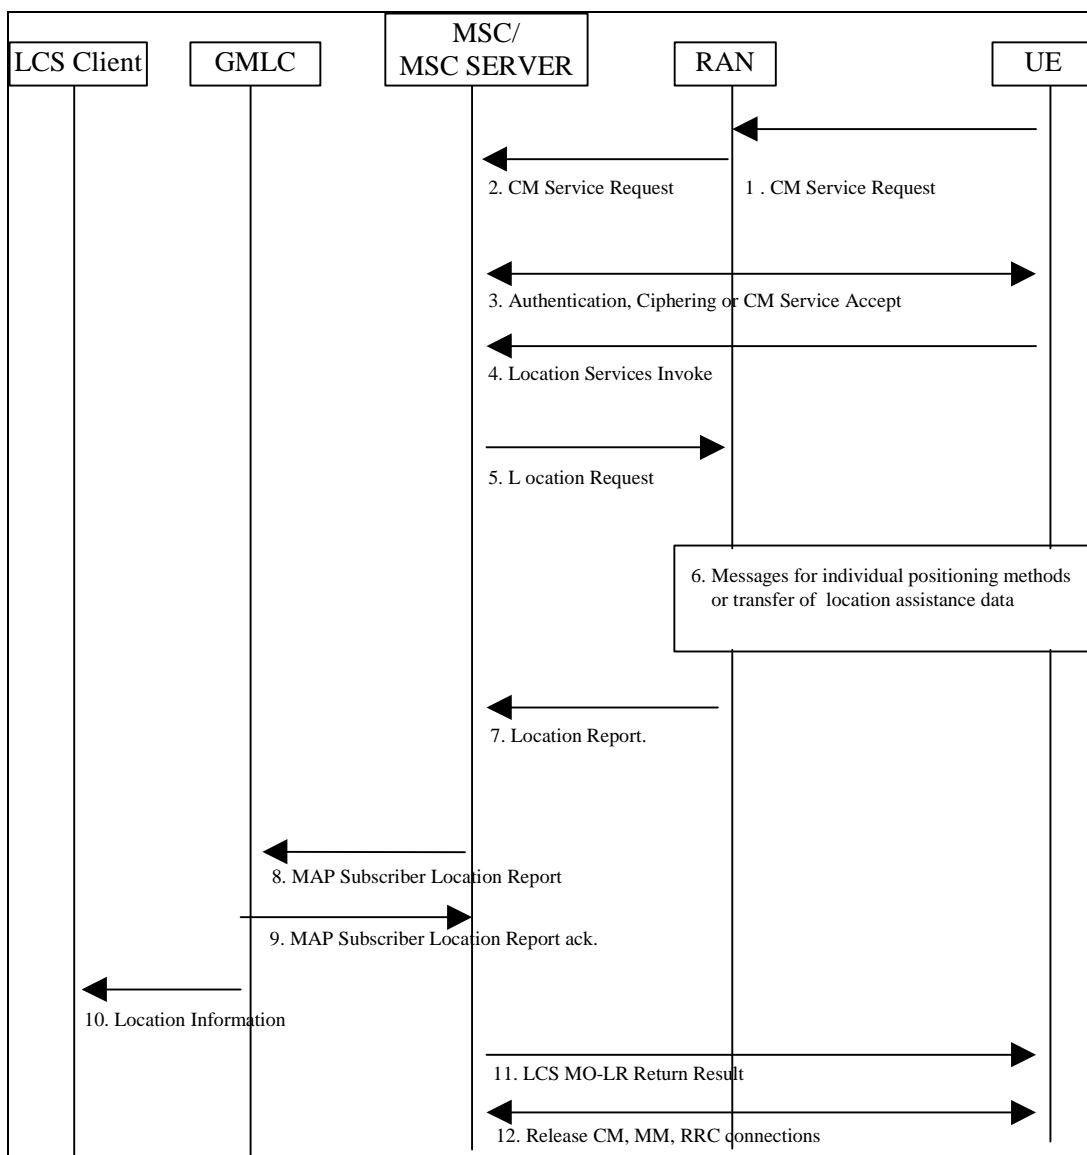 LCS Client
GMLC
MSC/
MSC SERVER
RAN
UE
2. CM Service Request
1 . CM Service Request
3. Authentication, Ciphering or CM Service Accept
4. Location Services Invoke
5. L ocation Request
6. Messages for individual positioning methods
or transfer of location assistance data
7. Location Report.
8. MAP Subscriber Location Report
9. MAP Subscriber Location Report ack.
10. Location Information
11. LCS MO-LR Return Result
12. Release CM, MM, RRC connections